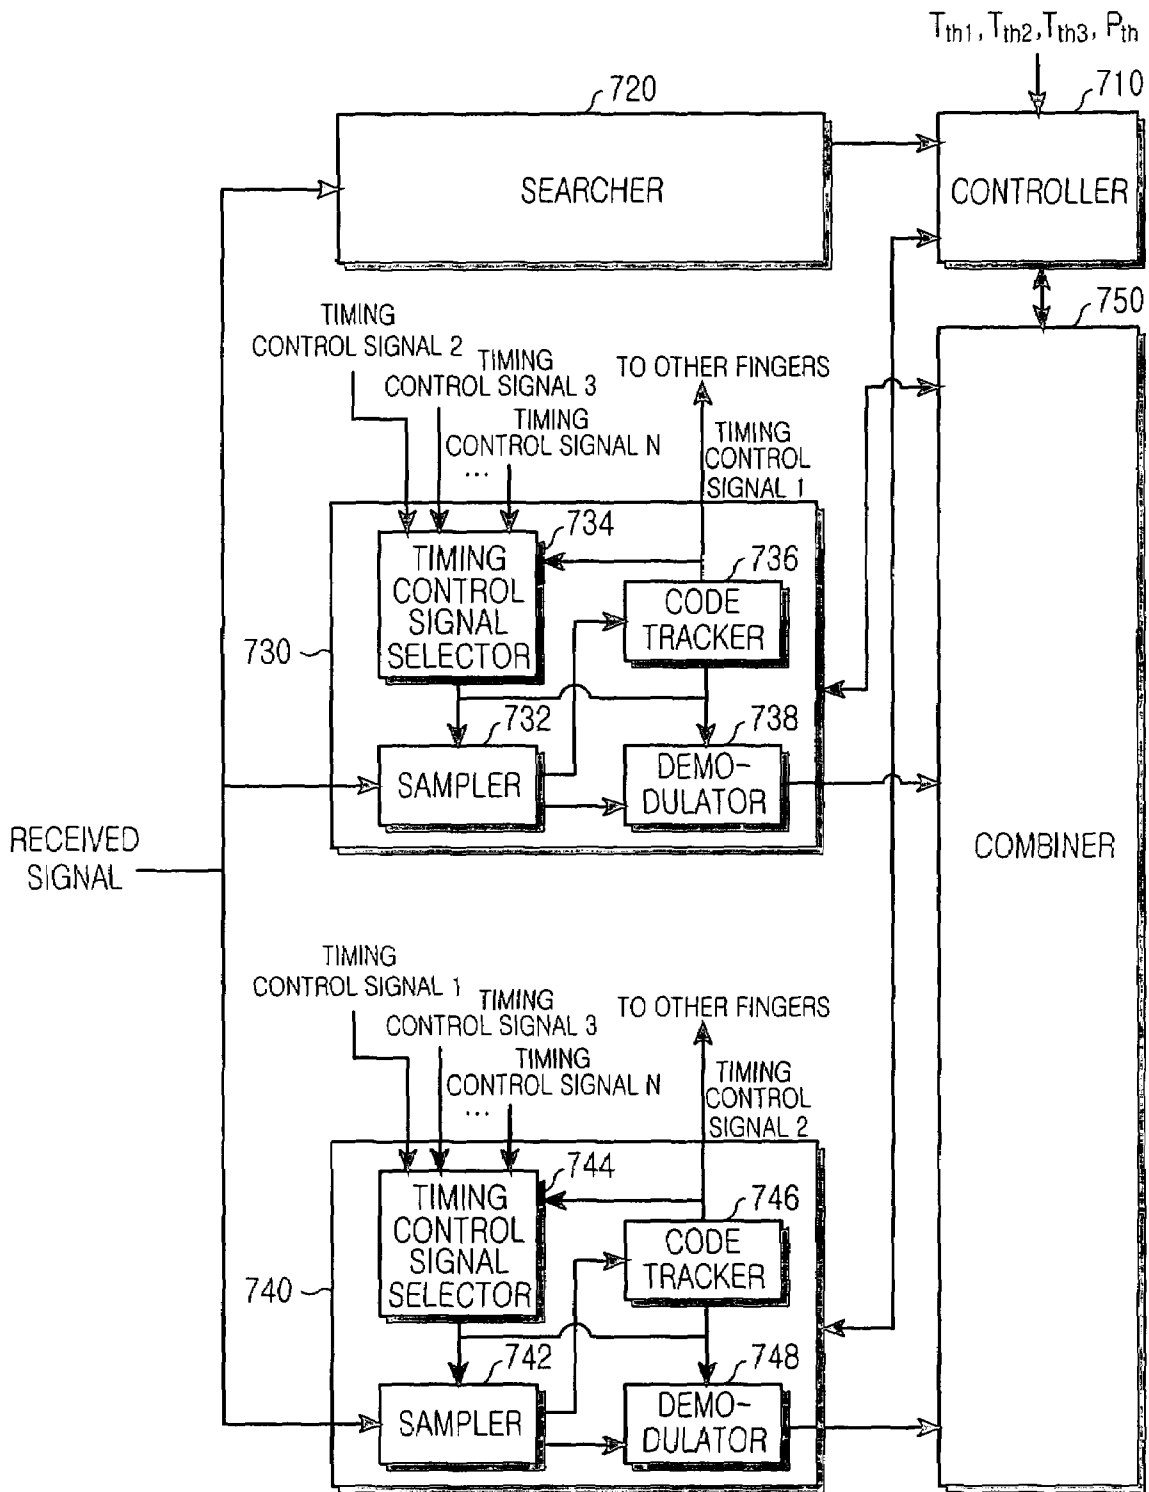 Tth1, Tth2, Tth3, Pth
720
710
SEARCHER
CONTROLLER
750
TIMING
CONTROL SIGNAL 2
TIMING
CONTROL SIGNAL 3
TIMING
CONTROL SIGNAL N
...
TO OTHER FINGERS
TIMING
CONTROL
SIGNAL 1
734
TIMING
CONTROL
SIGNAL
SELECTOR
736
CODE
TRACKER
730
732
738
SAMPLER
DEMO-
DULATOR
RECEIVED
SIGNAL
COMBINER
TIMING
CONTROL SIGNAL 1
TIMING
CONTROL SIGNAL 3
TIMING
CONTROL SIGNAL N
...
TO OTHER FINGERS
TIMING
CONTROL
SIGNAL 2
744
TIMING
CONTROL
SIGNAL
SELECTOR
746
CODE
TRACKER
740
742
748
SAMPLER
DEMO-
DULATOR